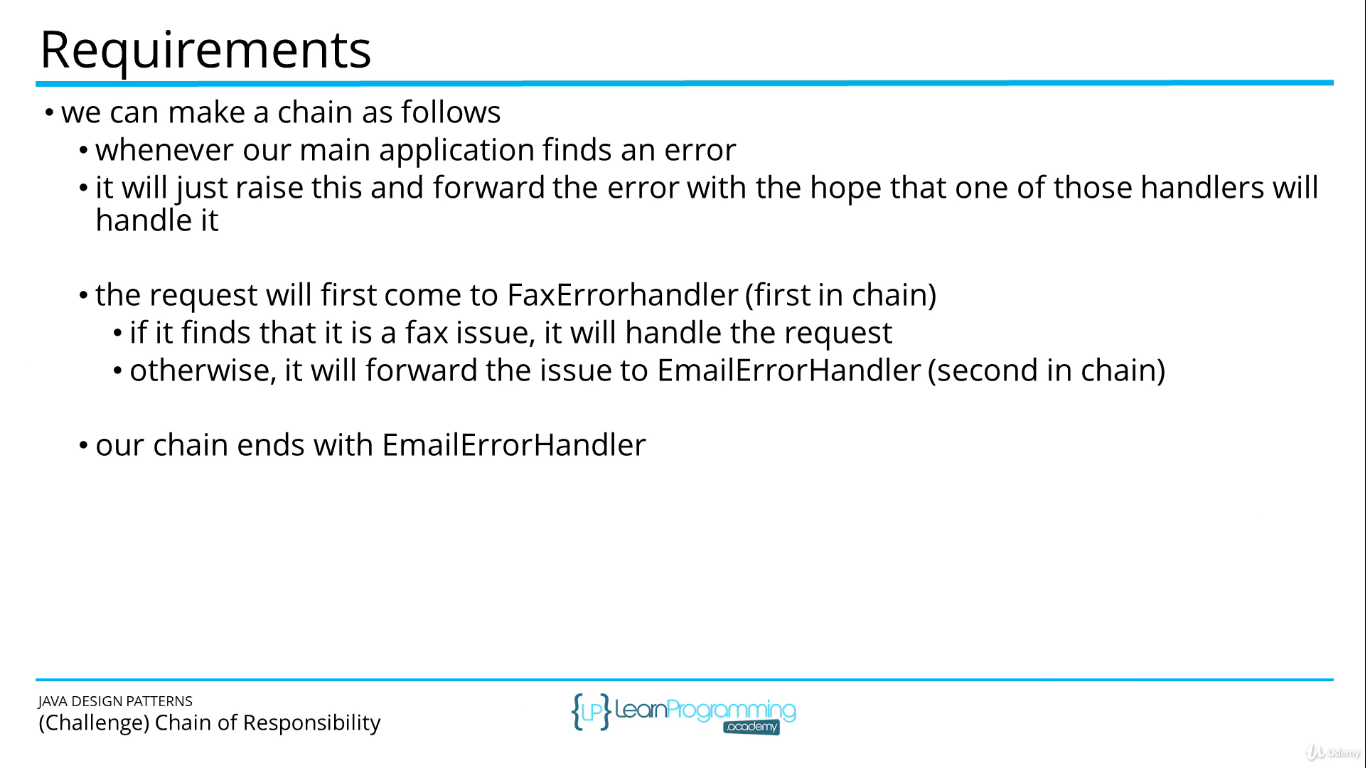 Requirements
• we can make a chain as follows
• whenever our main application finds an error
• it will just raise this and forward the error with the hope that one of those handlers will
handle it
• the request will first come to FaxErrorhandler (first in chain)
• if it finds that it is a fax issue, it will handle the request
• otherwise, it will forward the issue to EmailErrorHandler (second in chain)
• our chain ends with EmailErrorHandler
JAVA DESIGN PATTERNS
(Challenge) Chain of Responsibility
{LP} LearnProgramming
.academy
Udemy